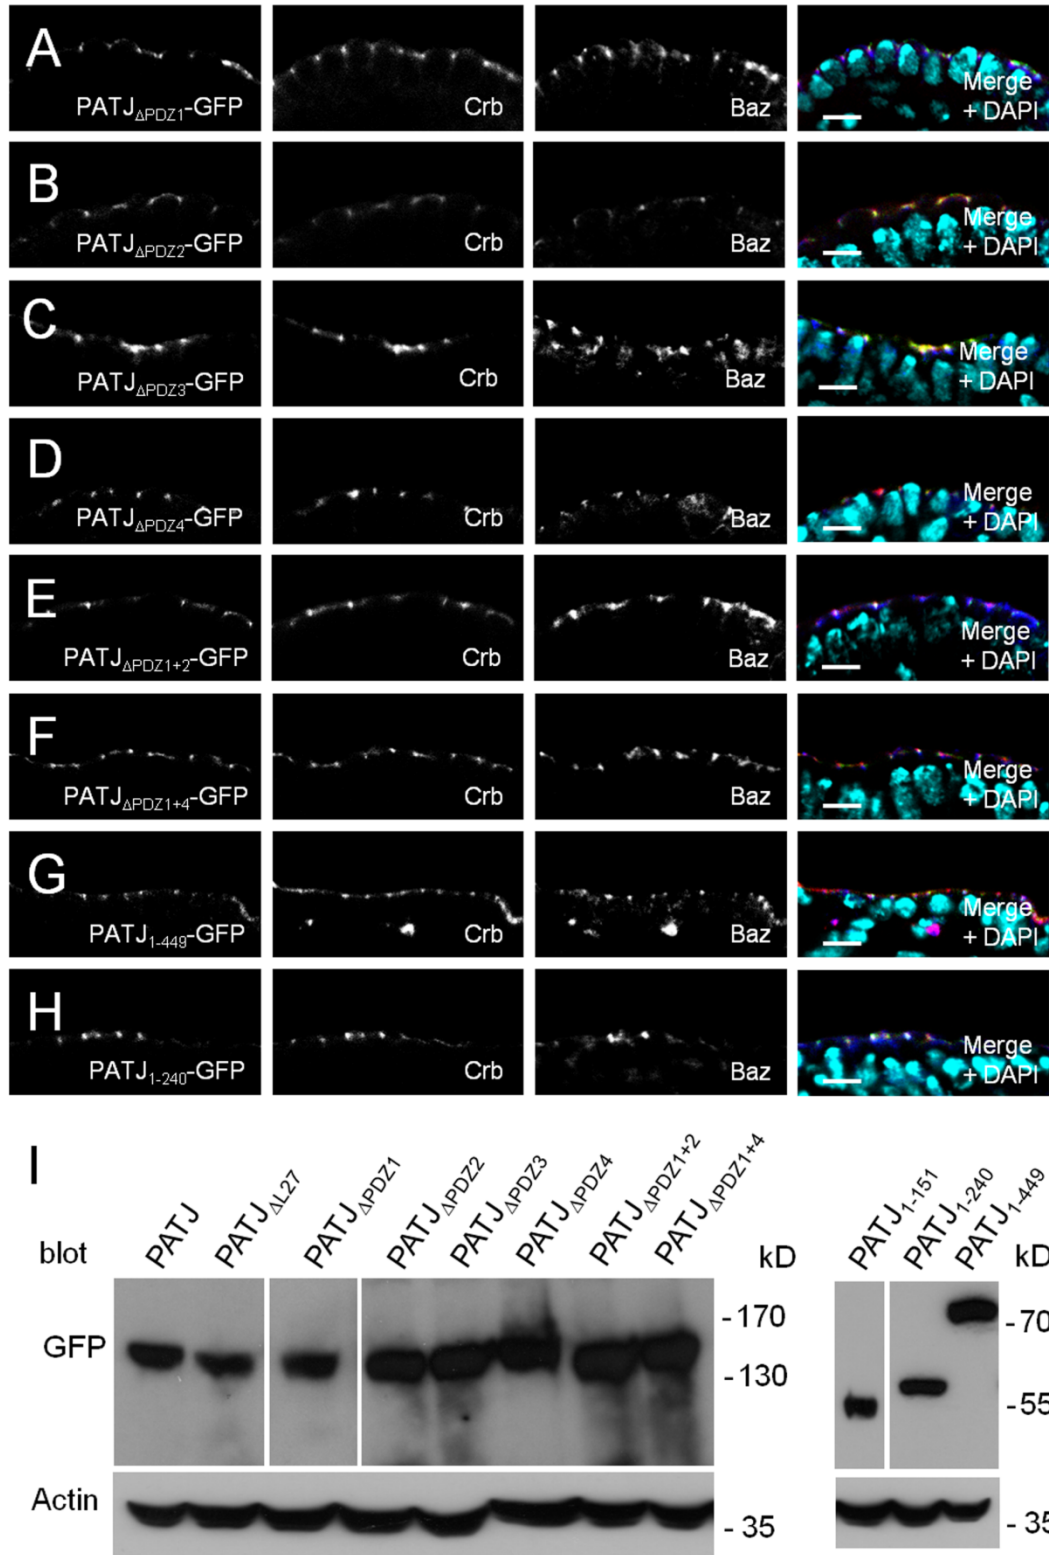 A
PATJΔPDZ1-GFP
Crb
Baz
Merge
+ DAPI
B
PATJΔPDZ2-GFP
Crb
Baz
Merge
+ DAPI
C
PATJΔPDZ3-GFP
Crb
Baz
Merge
+ DAPI
D
PATJΔPDZ4-GFP
Crb
Baz
Merge
+ DAPI
E
PATJΔPDZ1+2-GFP
Crb
Baz
Merge
+ DAPI
F
PATJΔPDZ1+4-GFP
Crb
Baz
Merge
+ DAPI
G
PATJ1-449-GFP
Crb
Baz
Merge
+ DAPI
H
PATJ1-240-GFP
Crb
Baz
Merge
+ DAPI
I
blot
PATJ
PATJΔL27
PATJΔPDZ1
PATJΔPDZ2
PATJΔPDZ3
PATJΔPDZ4
PATJΔPDZ1+2
PATJΔPDZ1+4
kD
PATJ1-151
PATJ1-240
PATJ1-449
kD
GFP
-170
-130
-70
-55
Actin
-35
-35